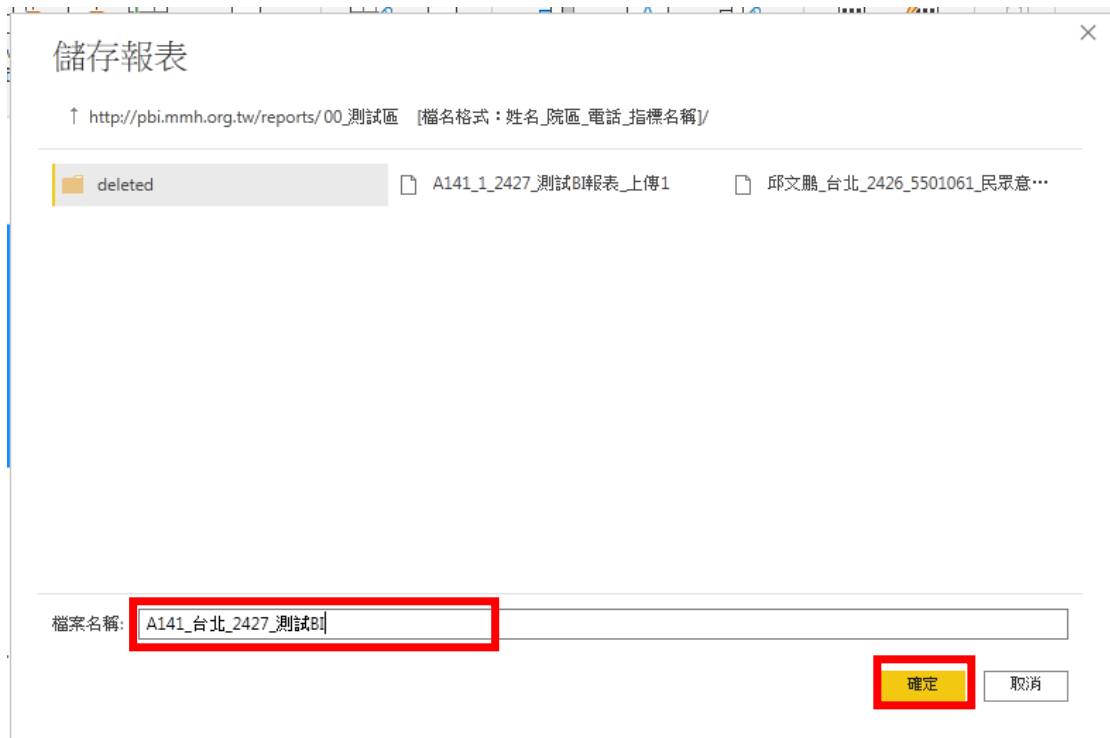 儲存報表
↑ http://pbi.mmh.org.tw/reports/ 00_測試區 [檔名格式：姓名_院區_電話_指標名稱]/
deleted
A141_1_2427_測試BI報表_上傳1
邱文鵬_台北_2426_5501061_民眾意…
檔案名稱: A141_台北_2427_測試BI
確定 取消